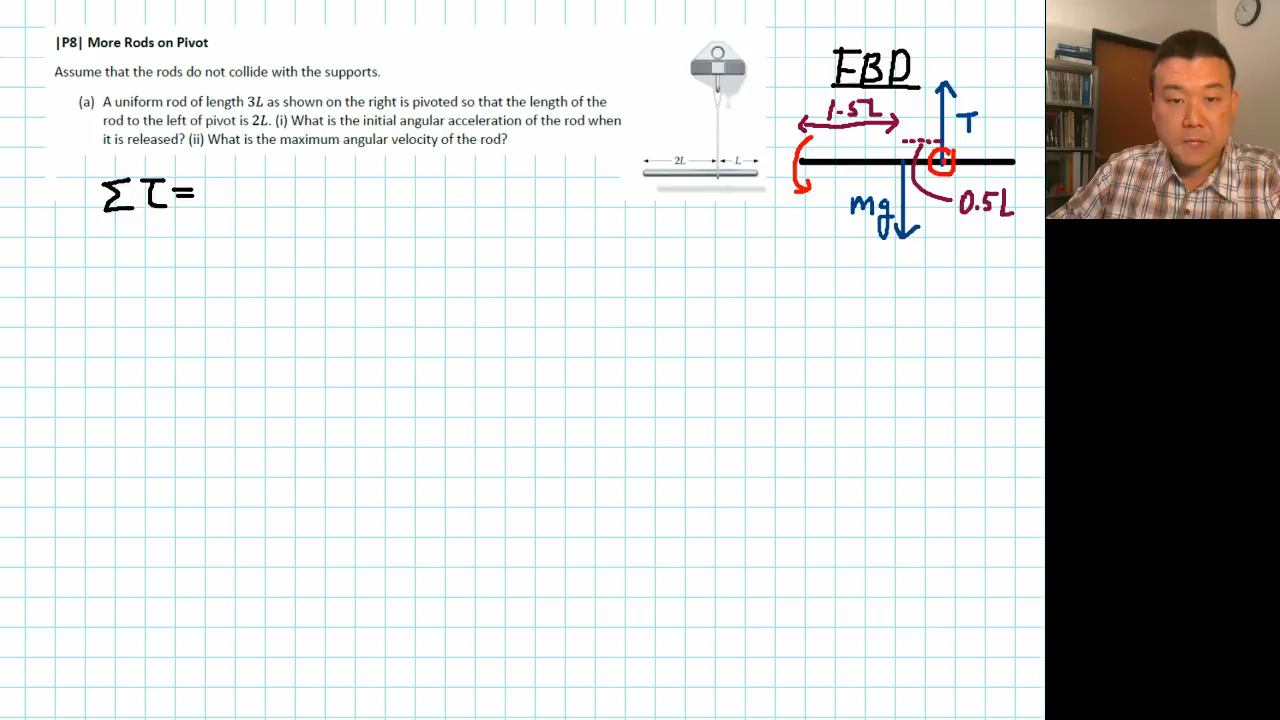 |P8| More Rods on Pivot
Assume that the rods do not collide with the supports.
(a) A uniform rod of length 3L as shown on the right is pivoted so that the length of the
rod to the left of pivot is 2L. (i) What is the initial angular acceleration of the rod when
it is released? (ii) What is the maximum angular velocity of the rod?
2L
L
Στ=
FBD
1.5L
T
mg
0.5L